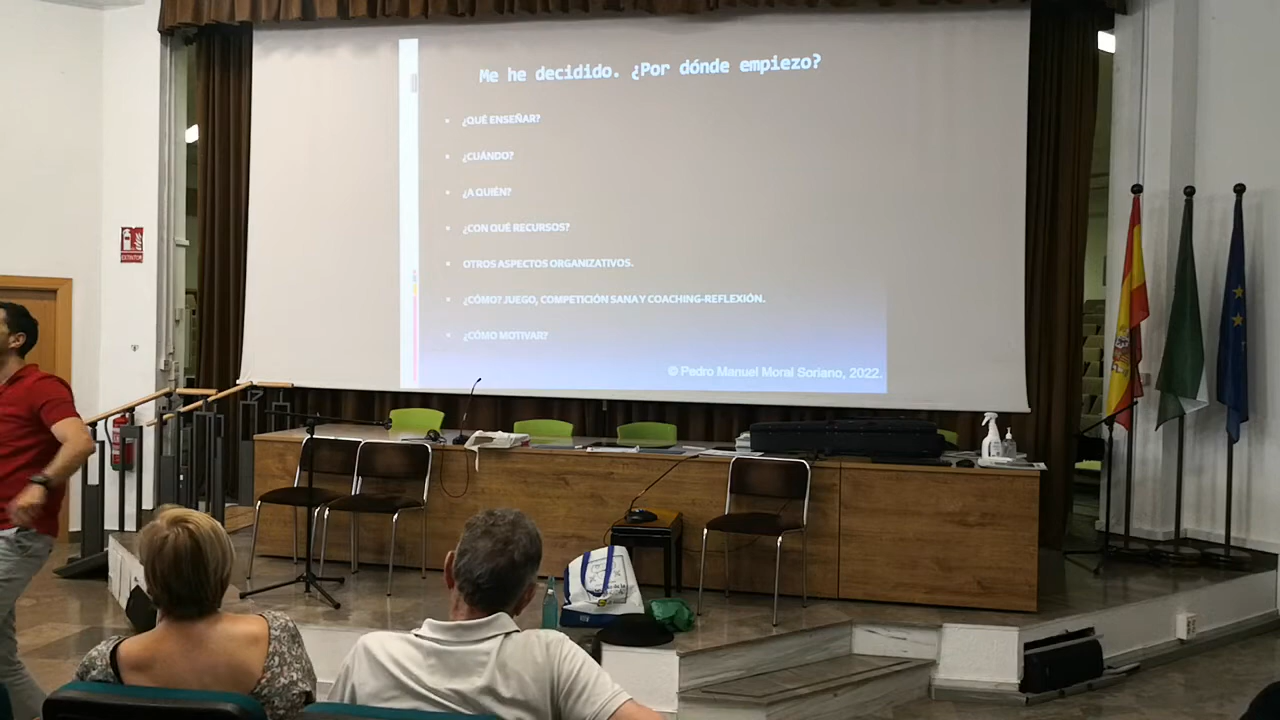 Me he decidido. ¿Por dónde empiezo?
• ¿QUÉ ENSEÑAR?
• ¿CUÁNDO?
• ¿A QUIÉN?
• ¿CON QUÉ RECURSOS?
• OTROS ASPECTOS ORGANIZATIVOS.
• ¿CÓMO? JUEGO, COMPETICIÓN SANA Y COACHING-REFLEXIÓN.
• ¿CÓMO MOTIVAR?
© Pedro Manuel Moral Soriano, 2022.
EXTINTOR